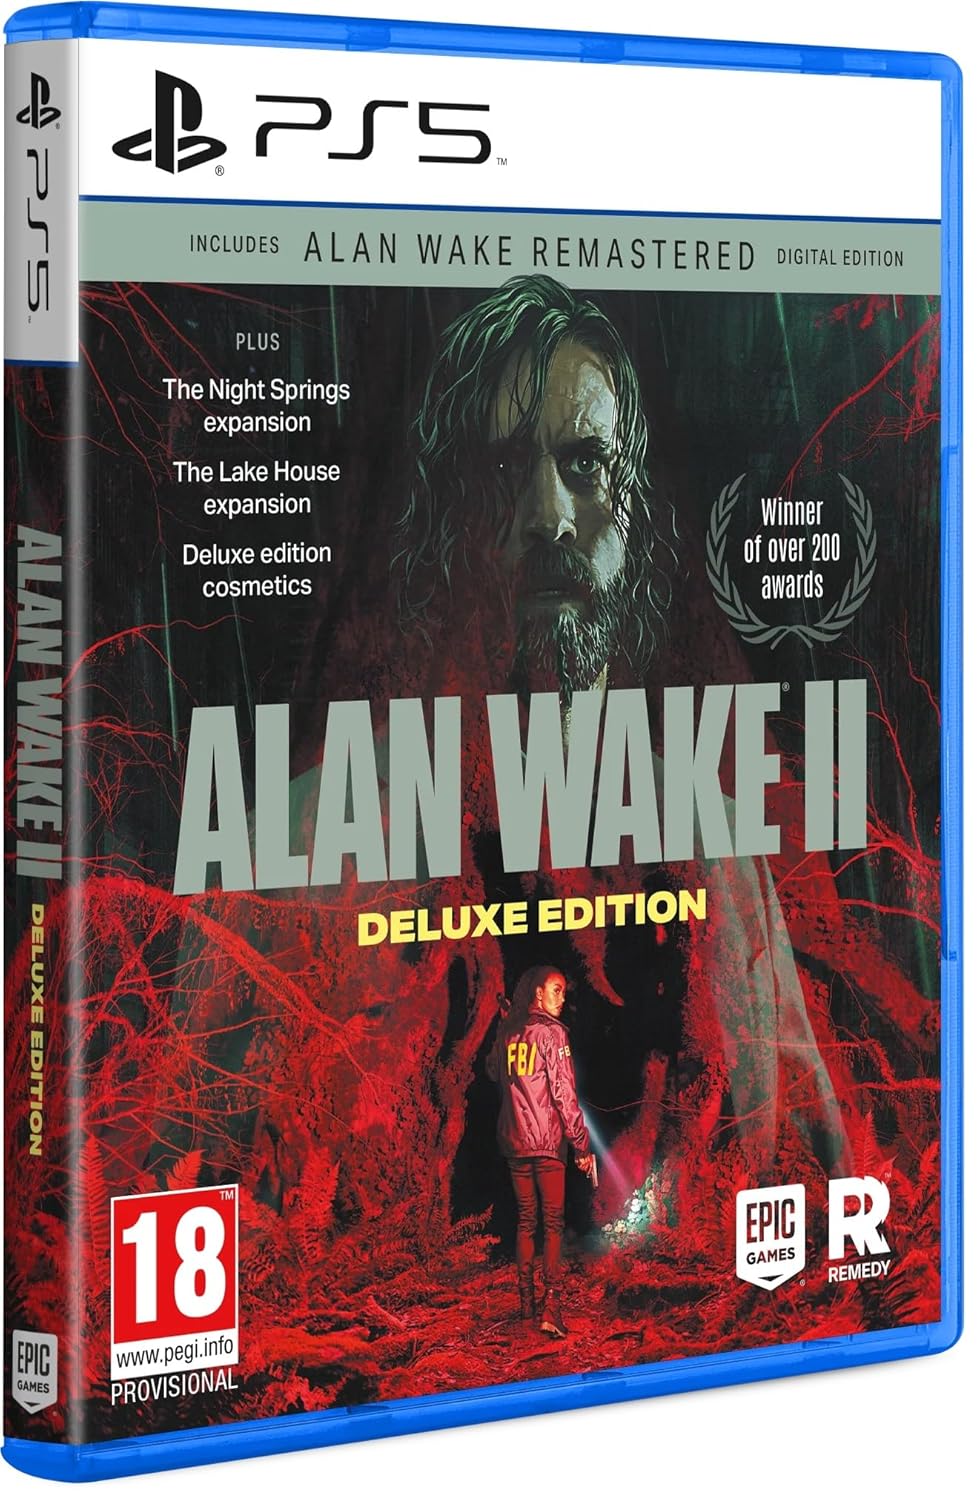 PS5
INCLUDES ALAN WAKE REMASTERED DIGITAL EDITION
PLUS
The Night Springs
expansion
The Lake House
expansion
Deluxe edition
cosmetics
Winner
of over 200
awards
ALAN WAKE II
DELUXE EDITION
FBI
FB
18
www.pegi.info
PROVISIONAL
EPIC
GAMES
REMEDY
PS5
ALAN WAKE II
DELUXE EDITION
EPIC
GAMES